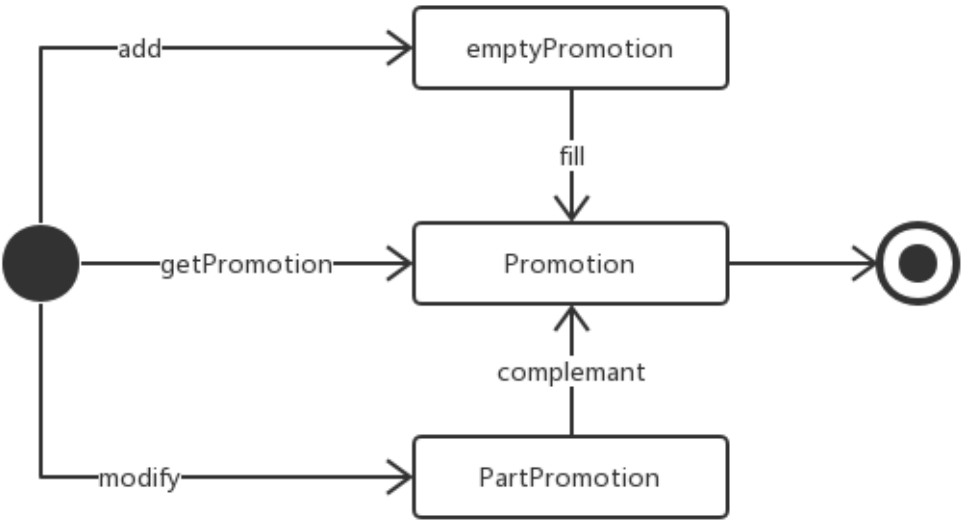 add
emptyPromotion
fill
getPromotion
Promotion
complemant
modify
PartPromotion